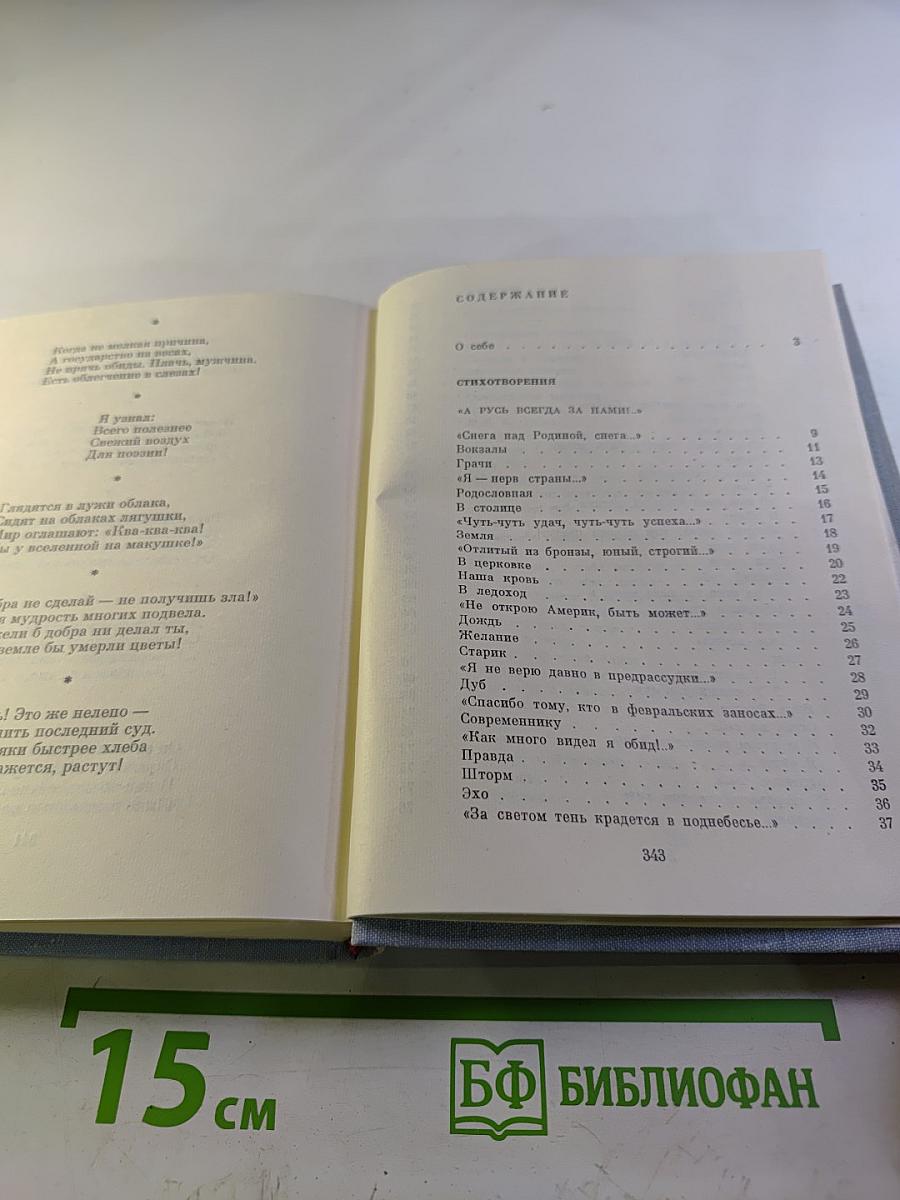 *
Когда не мелкая причина,
А государство на весах,
Не прячь обиды. Плачь, мужчина.
Есть облегчение в слезах!
*
Я узнал:
Всего полезнее
Свежий воздух
Для поэзии!
*
Глядятся в лужи облака,
Сидят на облаках лягушки,
Мир оглашают: «Ква-ква-ква!
ы у вселенной на макушке!»
*
бра не сделай — не получишь зла!»
я мудрость многих подвела.
ели б добра ни делал ты,
земле бы умерли цветы!
*
ь! Это же нелепо —
нить последний суд.
яки быстрее хлеба
ажется, растут!
СОДЕРЖАНИЕ
О себе . . . . . . . . . . . . . . . . . . 3
СТИХОТВОРЕНИЯ
«А РУСЬ ВСЕГДА ЗА НАМИ!..»
«Снега над Родиной, снега...» . . . . . . . . . 9
Вокзалы . . . . . . . . . . . . . . . . . 11
Грачи . . . . . . . . . . . . . . . . . . 13
«Я — нерв страны...» . . . . . . . . . . . . 14
Родословная . . . . . . . . . . . . . . . . 15
В столице . . . . . . . . . . . . . . . . 16
«Чуть-чуть удач, чуть-чуть успеха...» . . . . . . 17
Земля . . . . . . . . . . . . . . . . . . 18
«Отлитый из бронзы, юный, строгий...» . . . . . . 19
В церковке . . . . . . . . . . . . . . . . 20
Наша кровь . . . . . . . . . . . . . . . . 22
В ледоход . . . . . . . . . . . . . . . . 23
«Не открою Америк, быть может...» . . . . . . . 24
Дождь . . . . . . . . . . . . . . . . . . 25
Желание . . . . . . . . . . . . . . . . . 26
Старик . . . . . . . . . . . . . . . . . . 27
«Я не верю давно в предрассудки...» . . . . . . . 28
Дуб . . . . . . . . . . . . . . . . . . . 29
«Спасибо тому, кто в февральских заносах...» . . . 30
Современнику . . . . . . . . . . . . . . . 32
«Как много видел я обид!..» . . . . . . . . . . 33
Правда . . . . . . . . . . . . . . . . . . 34
Шторм . . . . . . . . . . . . . . . . . . 35
Эхо . . . . . . . . . . . . . . . . . . . 36
«За светом тень крадется в поднебесье...» . . . . 37
343
15 см
БФ БИБЛИОФАН